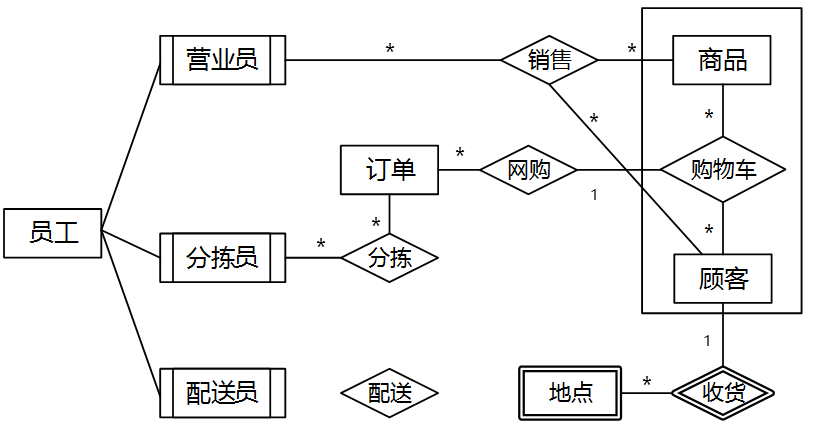 营业员
*
销售
*
商品
*
*
订单
*
网购
1
购物车
员工
*
*
分拣员
*
分拣
顾客
1
配送员
配送
地点
*
收货